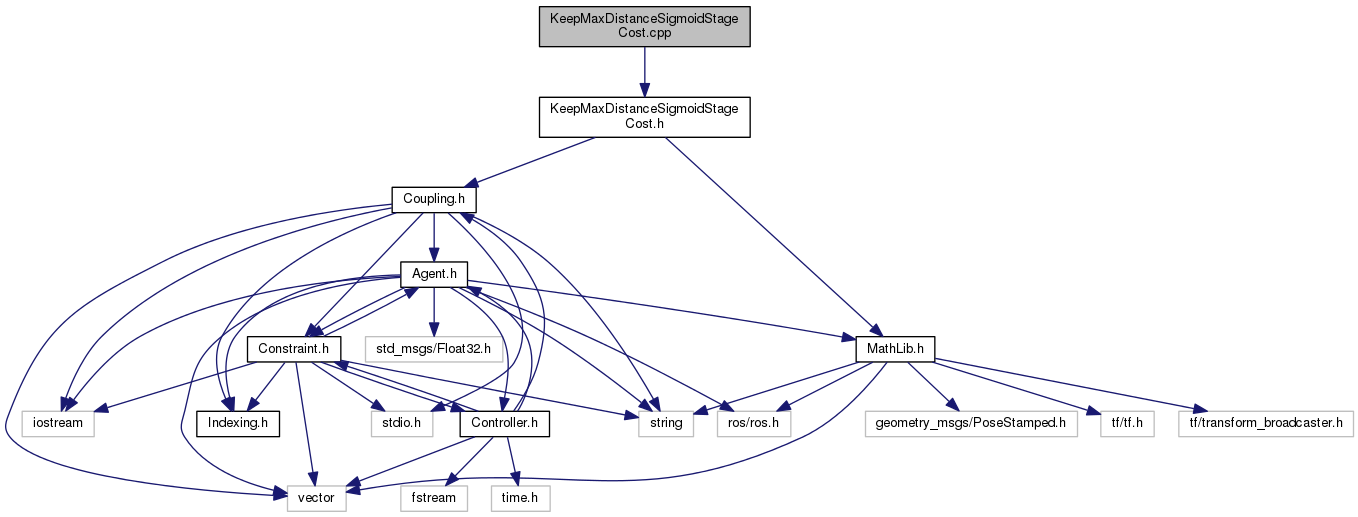 KeepMaxDistanceSigmoidStage
Cost.cpp
KeepMaxDistanceSigmoidStage
Cost.h
Coupling.h
Agent.h
Constraint.h
std_msgs/Float32.h
MathLib.h
iostream
Indexing.h
stdio.h
Controller.h
string
ros/ros.h
geometry_msgs/PoseStamped.h
tf/tf.h
tf/transform_broadcaster.h
vector
fstream
time.h